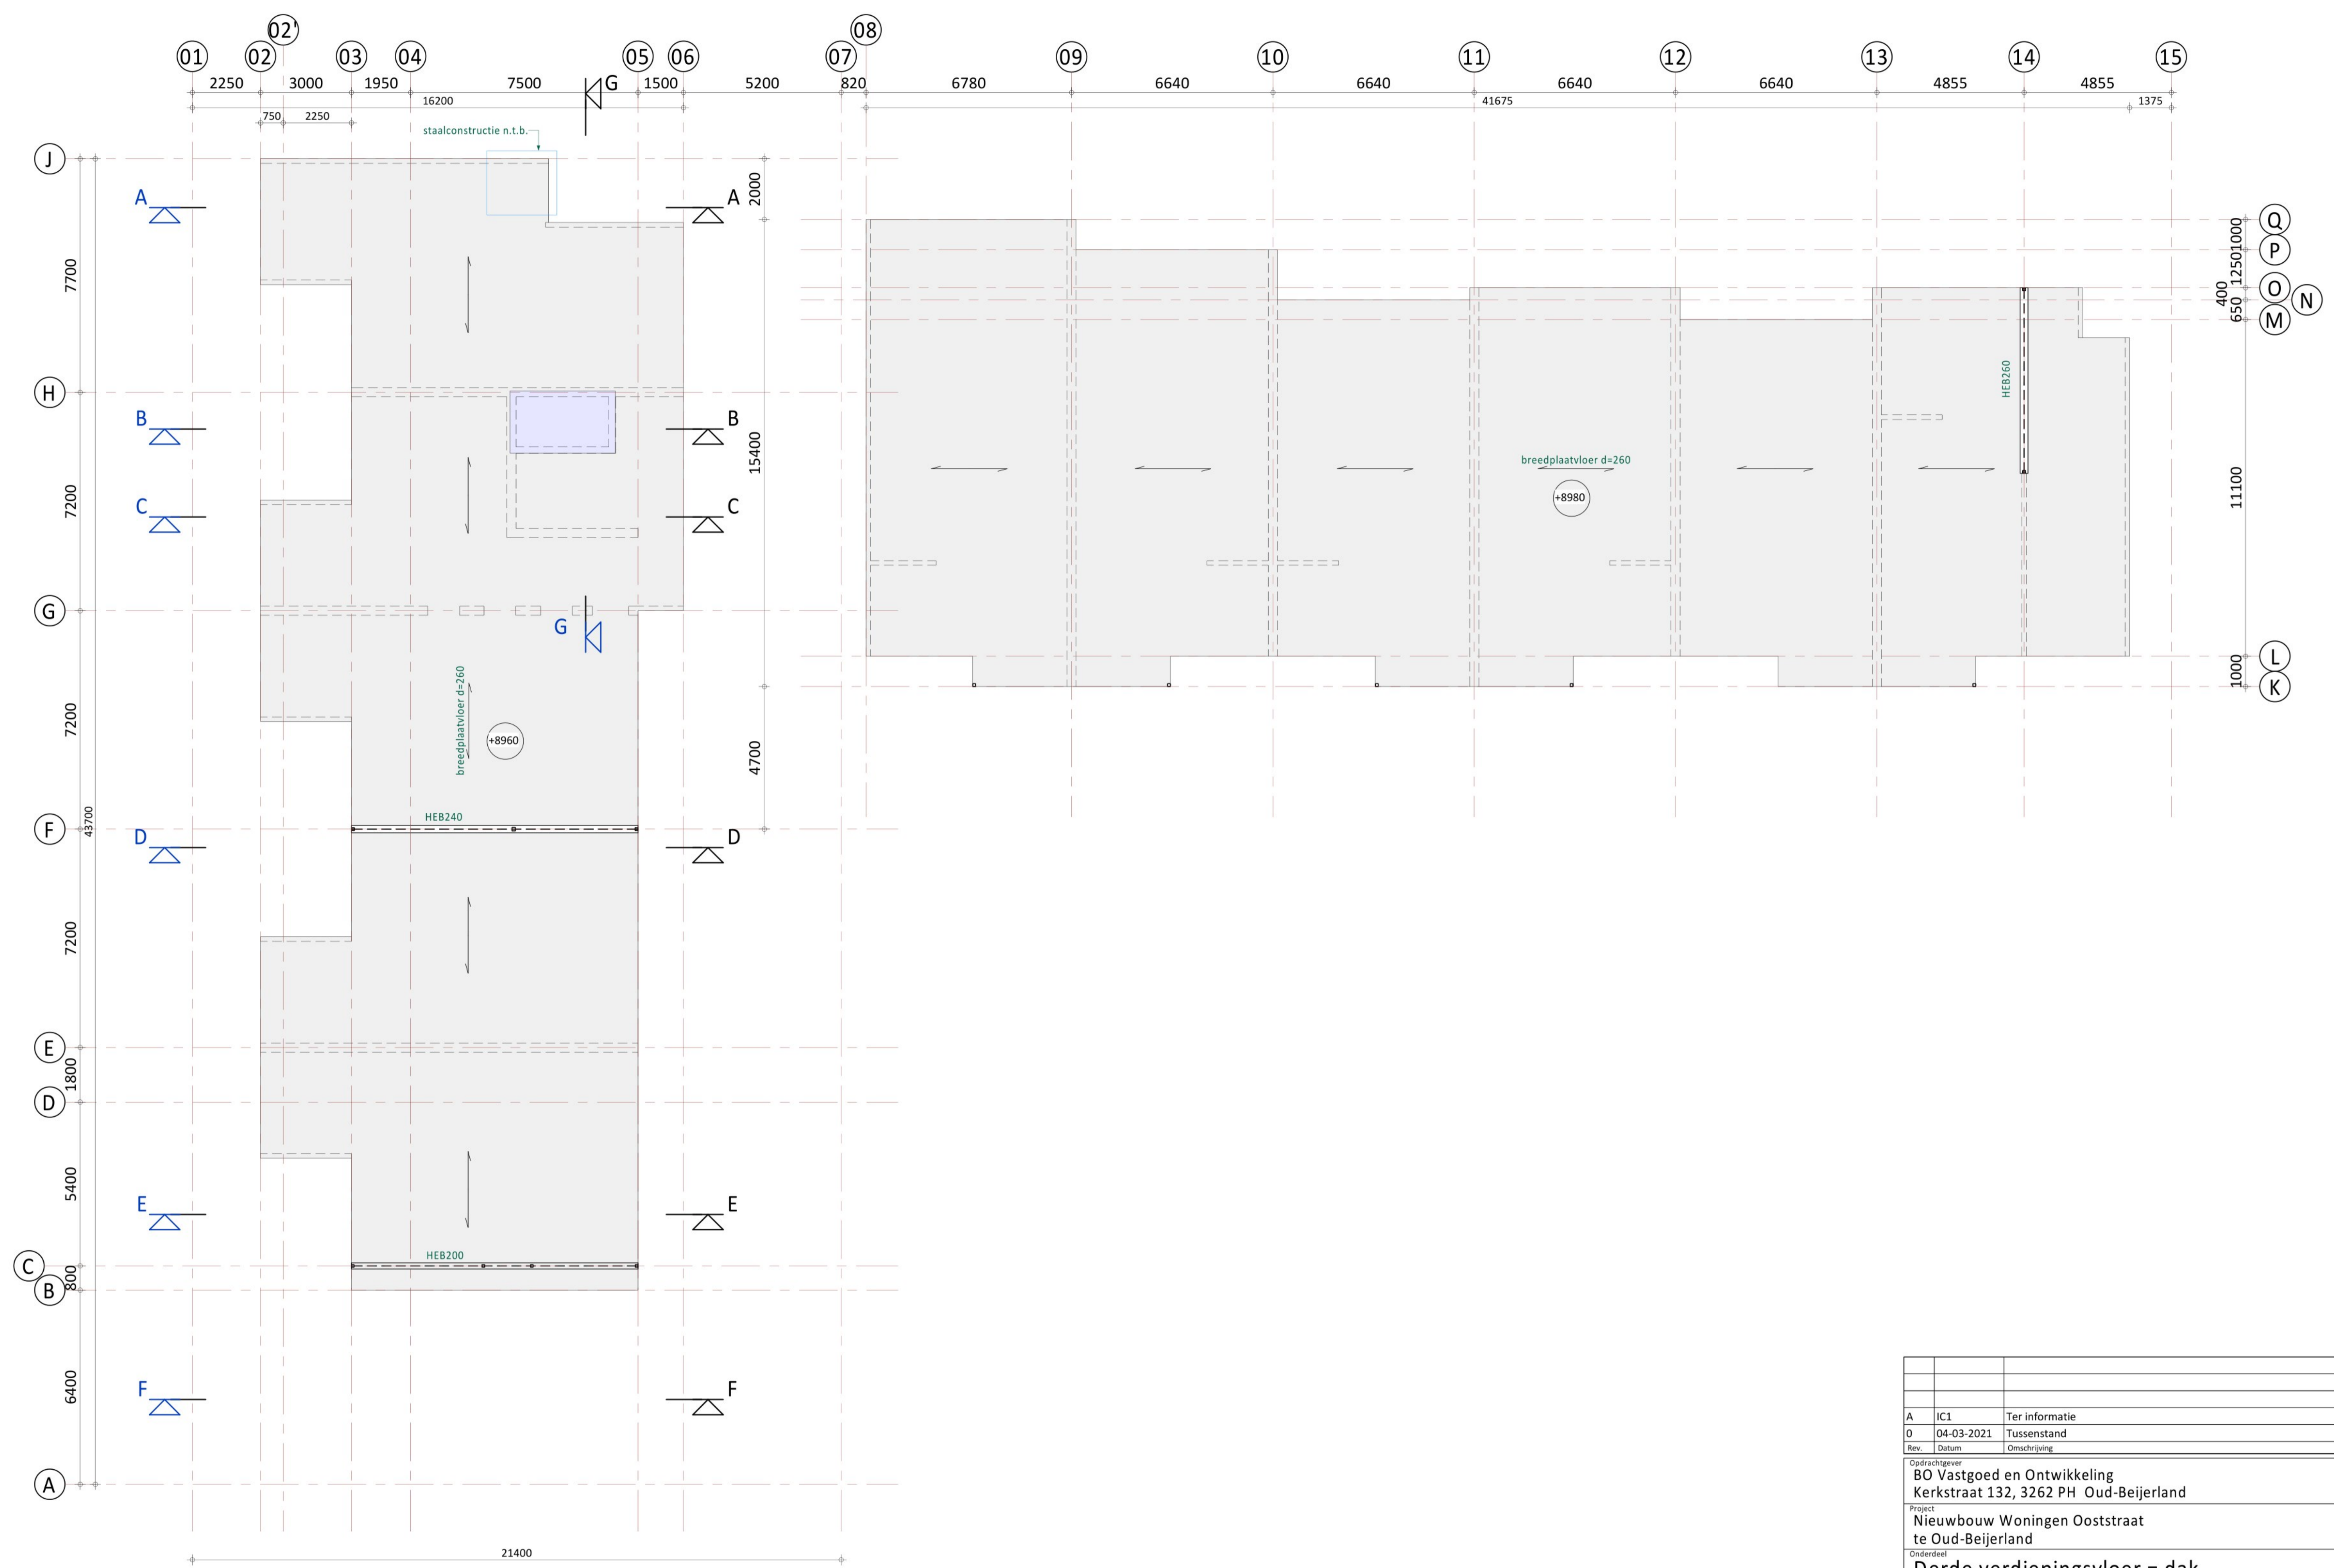 02' 08
01 02 03 04 05 06 07 09 10 11 12 13 14 15
2250 3000 1950 7500 G 1500 5200 820 6780 6640 6640 6640 6640 4855 4855
16200 41675 1375
750 2250
staalconstructie n.t.b.
J
A A
2000
Q
1000
P
7700
1250
O
400
N
650
M
HEB260
H
B B
15400
breedplaatvloer d=260
+8980
11100
7200
C C
G
G
L
1000
K
breedplaatvloer d=260
7200
+8960
4700
HEB240
F
43700
D D
7200
E
1800
D
5400
E E
HEB200
C
800
B
6400
F F
A
21400
A IC1 Ter informatie
0 04-03-2021 Tussenstand
Rev. Datum Omschrijving
Opdrachtgever
BO Vastgoed en Ontwikkeling
Kerkstraat 132, 3262 PH Oud-Beijerland
Project
Nieuwbouw Woningen Ooststraat
te Oud-Beijerland
Onderdeel
Derde verdiepingsvloer = dak